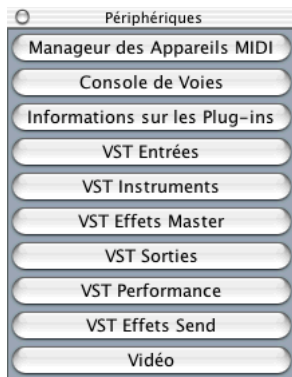 Périphériques
Manageur des Appareils MIDI
Console de Voies
Informations sur les Plug-ins
VST Entrées
VST Instruments
VST Effets Master
VST Sorties
VST Performance
VST Effets Send
Vidéo